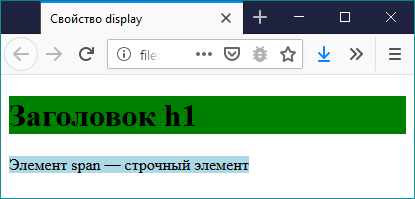 Свойство display
file:
Заголовок h1
Элемент span — строчный элемент